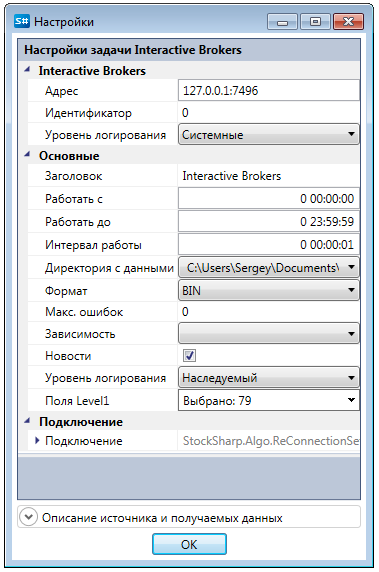 S# Настройки
Настройки задачи Interactive Brokers
Interactive Brokers
Адрес 127.0.0.1:7496
Идентификатор 0
Уровень логирования Системные
Основные
Заголовок Interactive Brokers
Работать с 0 00:00:00
Работать до 0 23:59:59
Интервал работы 0 00:00:01
Директория с данными C:\Users\Sergey\Documents\
Формат BIN
Макс. ошибок 0
Зависимость
Новости
Уровень логирования Наследуемый
Поля Level1 Выбрано: 79
Подключение
Подключение StockSharp.Algo.ReConnectionSe
Описание источника и получаемых данных
OK